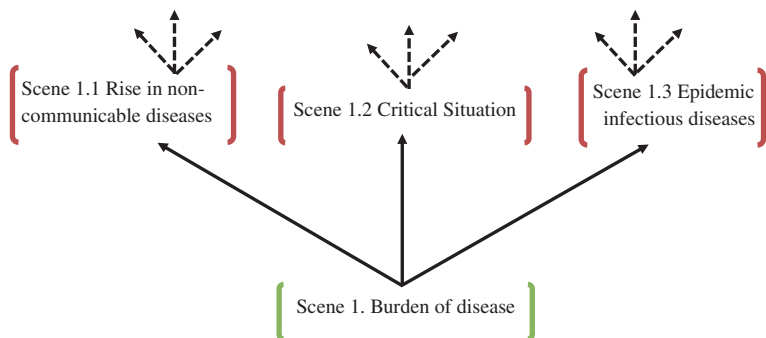 Scene 1.1 Rise in non-
communicable diseases
Scene 1.2 Critical Situation
Scene 1.3 Epidemic
infectious diseases
Scene 1. Burden of disease